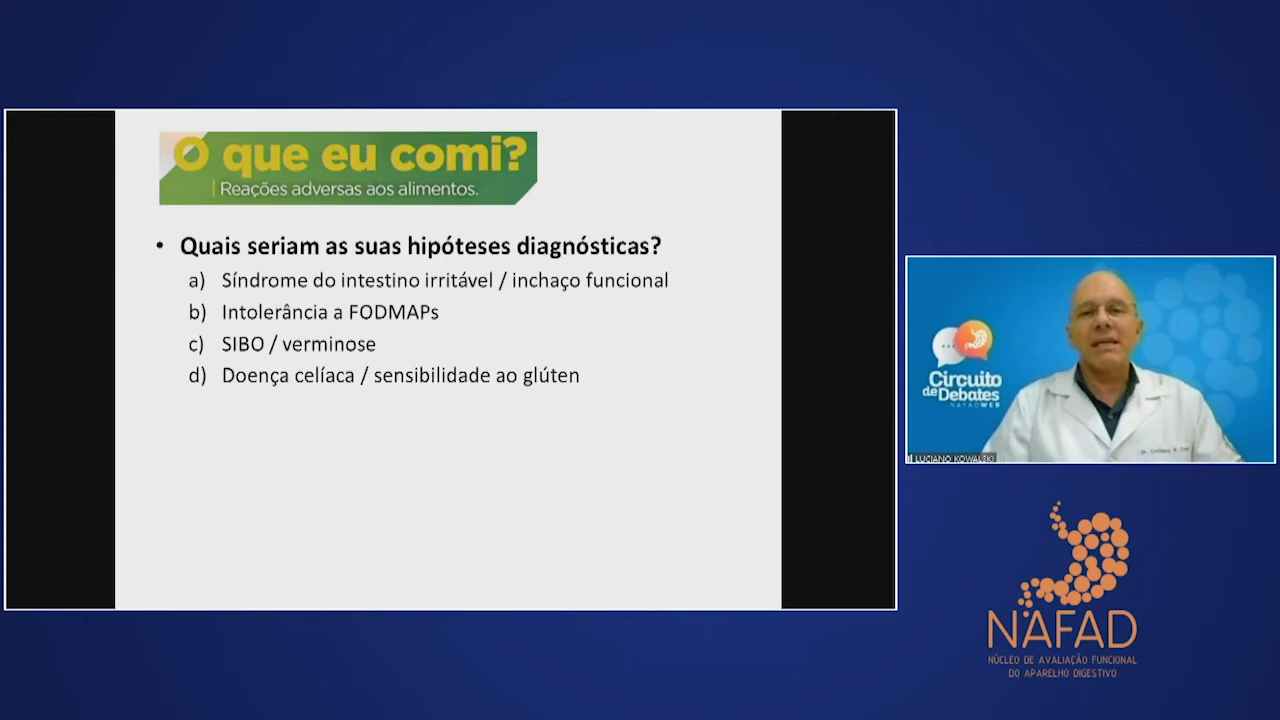 O que eu comi?
Reações adversas aos alimentos.
• Quais seriam as suas hipóteses diagnósticas?
a) Síndrome do intestino irritável / inchaço funcional
b) Intolerância a FODMAPs
c) SIBO / verminose
d) Doença celíaca / sensibilidade ao glúten
Circuito
de Debates
NAFADWEB
LUCIANO KOWALSKI
NAFAD
NÚCLEO DE AVALIAÇÃO FUNCIONAL
DO APARELHO DIGESTIVO